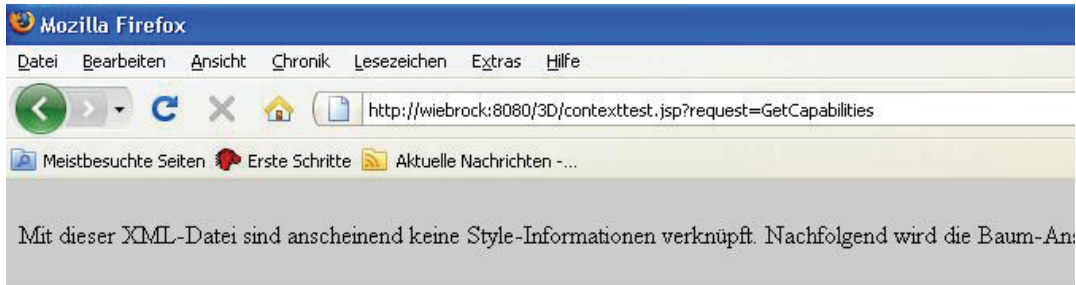 Mozilla Firefox
Datei Bearbeiten Ansicht Chronik Lesezeichen Extras Hilfe
http://wiebrock:8080/3D/contexttest.jsp?request=GetCapabilities
Meistbesuchte Seiten Erste Schritte Aktuelle Nachrichten -...
Mit dieser XML-Datei sind anscheinend keine Style-Informationen verknüpft. Nachfolgend wird die Baum-Ans